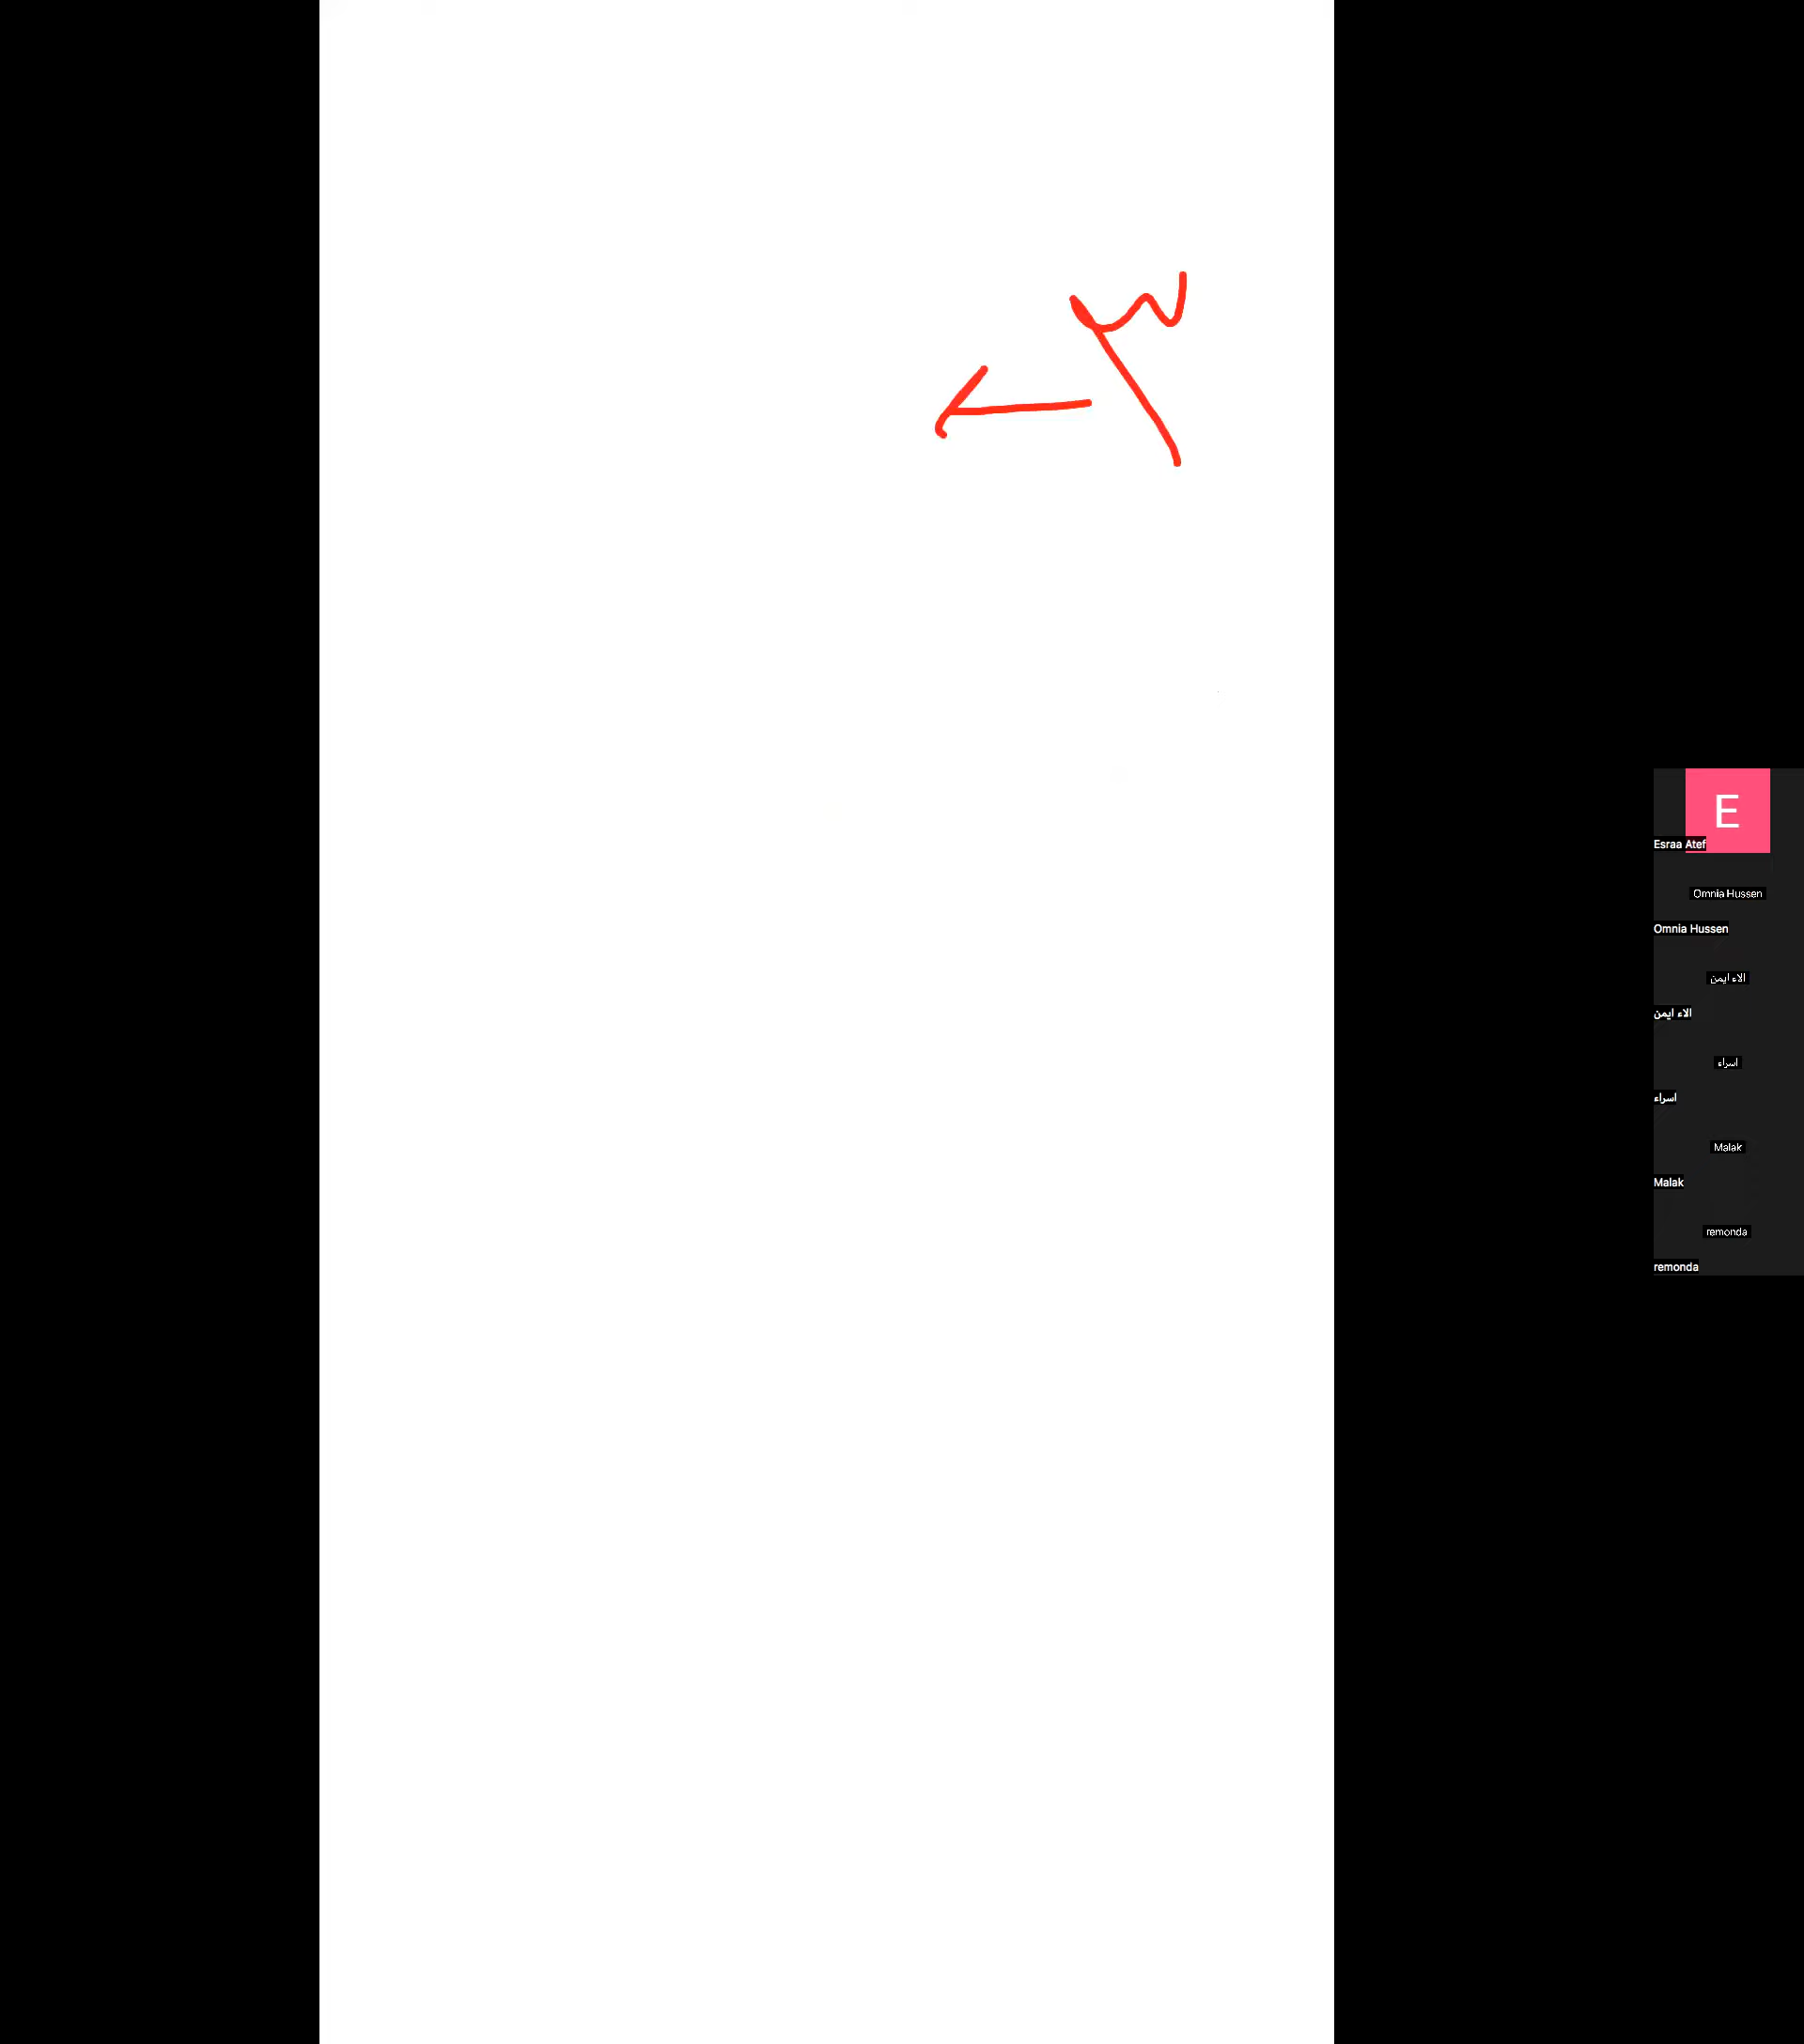 ٣ ←
E
Esraa Atef
Omnia Hussen
Omnia Hussen
الاء ايمن
الاء ايمن
اسراء
اسراء
Malak
Malak
remonda
remonda